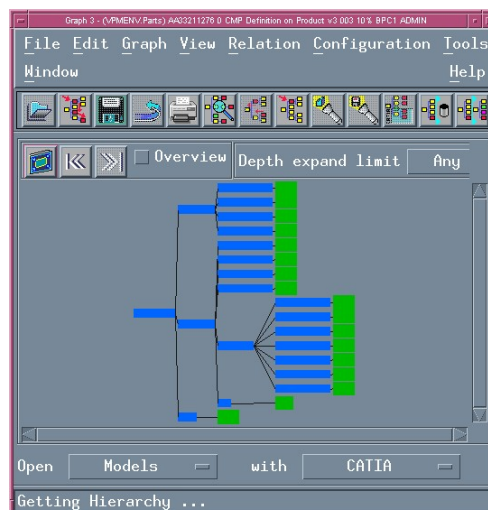 Graph 3 - (VPMENV.Parts) AA33211276 0 CMP Definition on Product v3 003 10% BPC1 ADMIN
File Edit Graph View Relation Configuration Tools
Window Help
Overview Depth expand limit Any
Open Models with CATIA
Getting Hierarchy ...